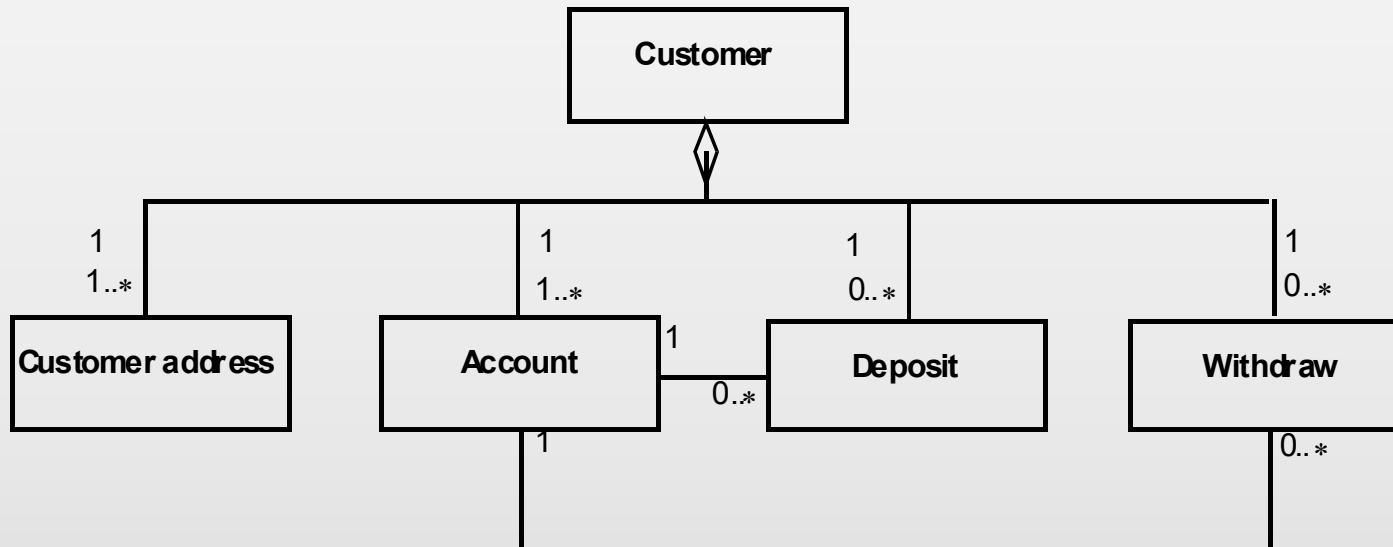 Customer
1
1
1
1
1..*
1..*
0..*
0..*
Customer address
Account
1
0..*
Deposit
Withdraw
1
0..*